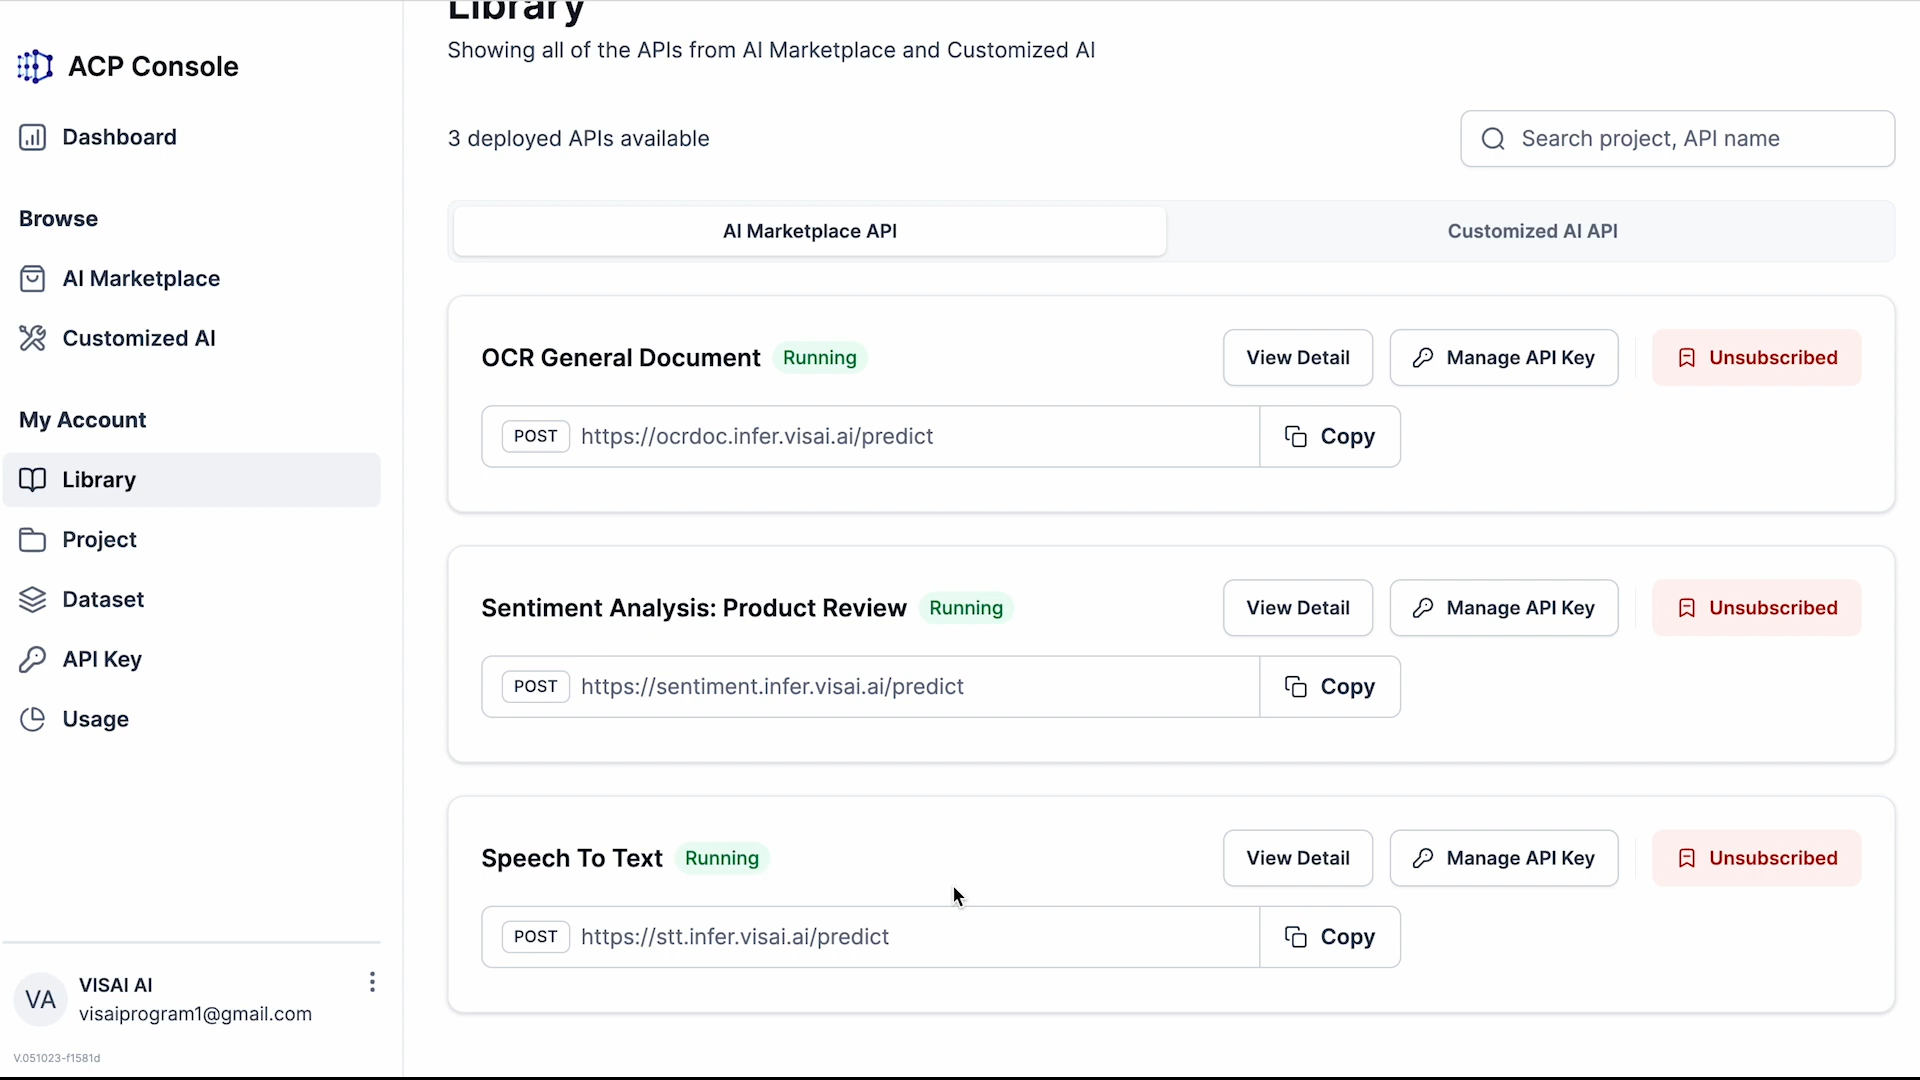 ACP Console
Dashboard
Browse
AI Marketplace
Customized AI
My Account
Library
Project
Dataset
API Key
Usage
VA
VISAI AI
visaiprogram1@gmail.com
V.051023-f1581d
Library
Showing all of the APIs from AI Marketplace and Customized AI
3 deployed APIs available
Search project, API name
AI Marketplace API
Customized AI API
OCR General Document Running
View Detail
Manage API Key
Unsubscribed
POST https://ocrdoc.infer.visai.ai/predict
Copy
Sentiment Analysis: Product Review Running
View Detail
Manage API Key
Unsubscribed
POST https://sentiment.infer.visai.ai/predict
Copy
Speech To Text Running
View Detail
Manage API Key
Unsubscribed
POST https://stt.infer.visai.ai/predict
Copy